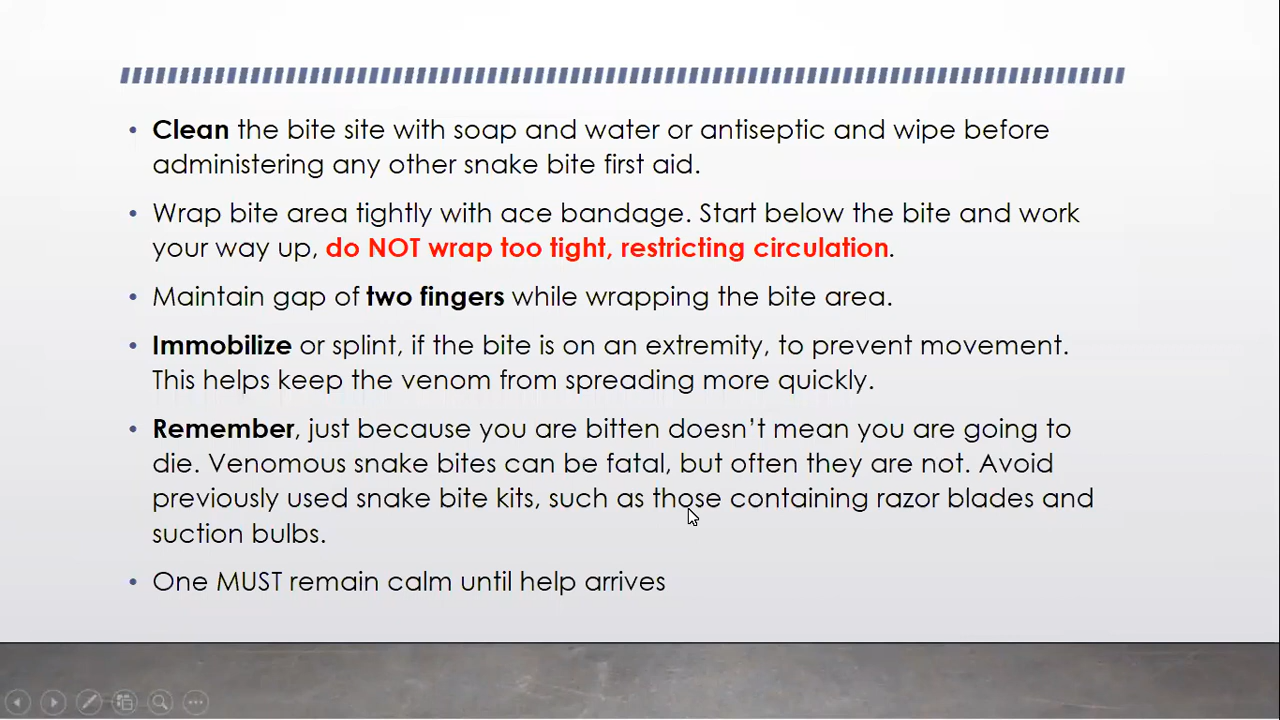 • Clean the bite site with soap and water or antiseptic and wipe before
administering any other snake bite first aid.
• Wrap bite area tightly with ace bandage. Start below the bite and work
your way up, do NOT wrap too tight, restricting circulation.
• Maintain gap of two fingers while wrapping the bite area.
• Immobilize or splint, if the bite is on an extremity, to prevent movement.
This helps keep the venom from spreading more quickly.
• Remember, just because you are bitten doesn’t mean you are going to
die. Venomous snake bites can be fatal, but often they are not. Avoid
previously used snake bite kits, such as those containing razor blades and
suction bulbs.
• One MUST remain calm until help arrives